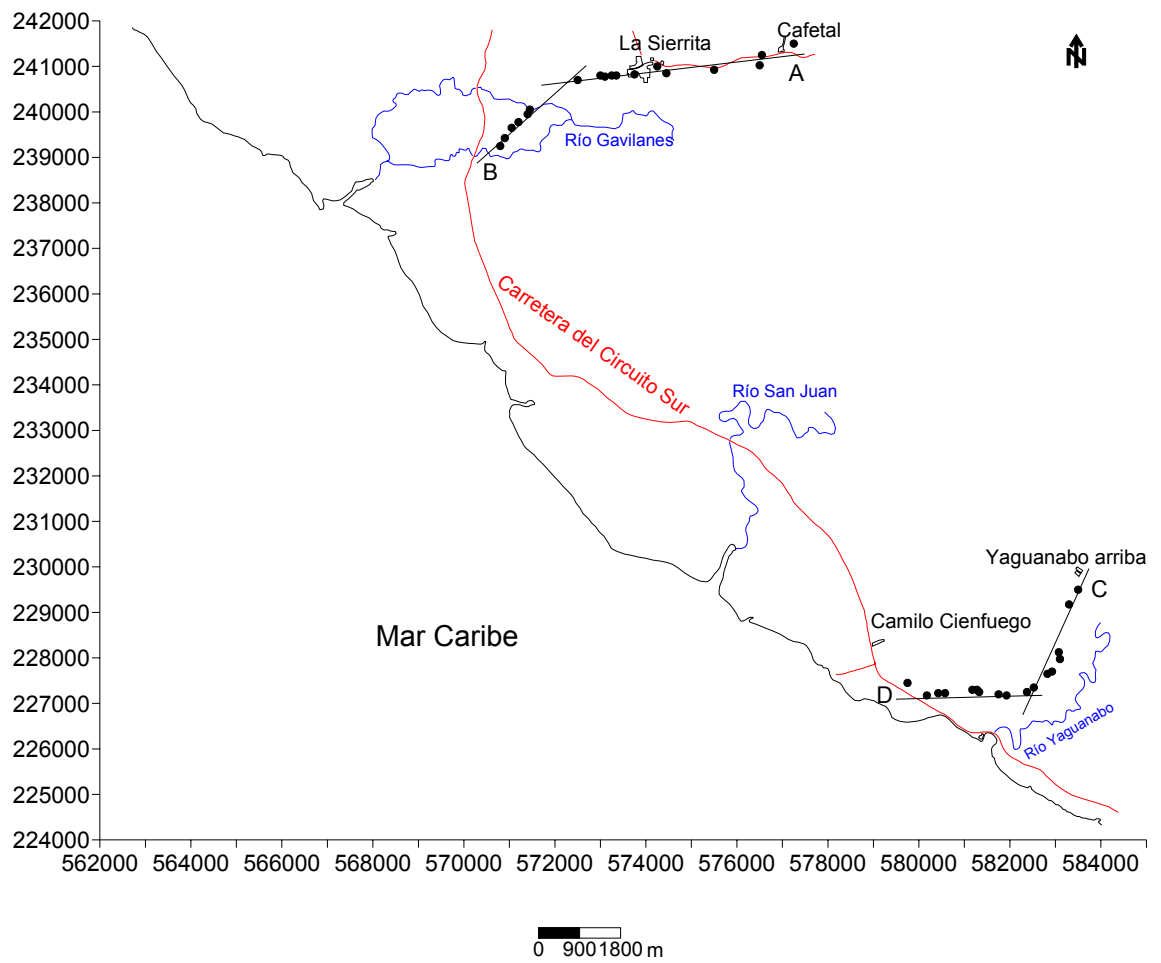 242000
Cafetal
La Sierrita
N
241000
A
240000
Río Gavilanes
239000
B
238000
237000
236000
Carretera del Circuito Sur
235000
234000
Río San Juan
233000
232000
231000
230000
Yaguanabo arriba
C
229000
Camilo Cienfuego
Mar Caribe
228000
D
227000
226000
Río Yaguanabo
225000
224000
562000 564000 566000 568000 570000 572000 574000 576000 578000 580000 582000 584000
0 900 1800 m